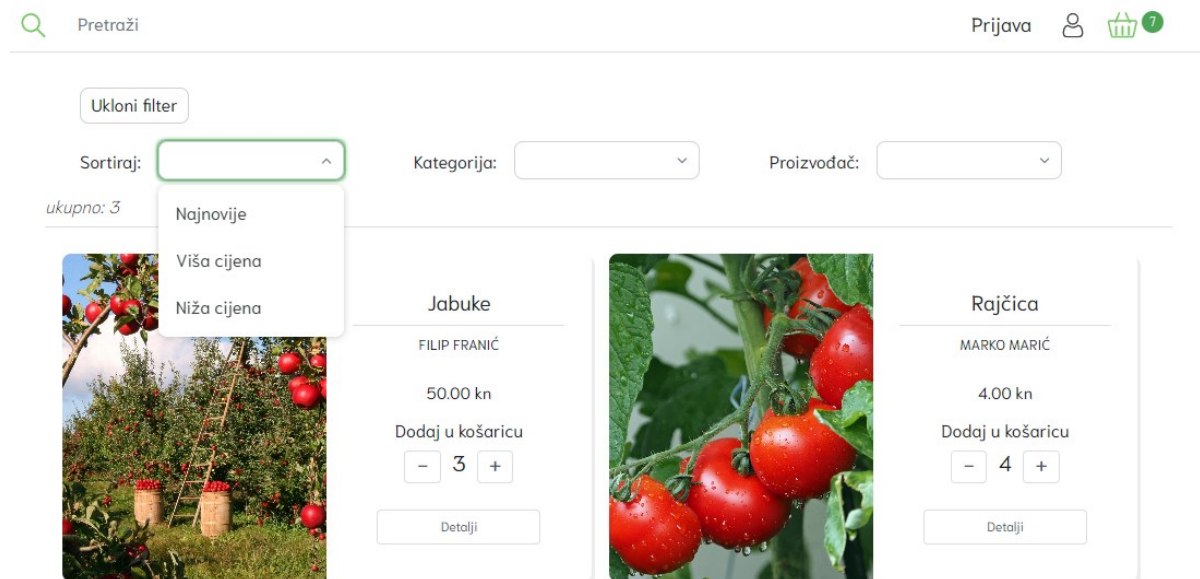 Pretraži
Prijava
7
Ukloni filter
Sortiraj:
Kategorija:
Proizvođač:
ukupno: 3
Najnovije
Viša cijena
Niža cijena
Jabuke
FILIP FRANIĆ
50.00 kn
Dodaj u košaricu
- 3 +
Detalji
Rajčica
MARKO MARIĆ
4.00 kn
Dodaj u košaricu
- 4 +
Detalji